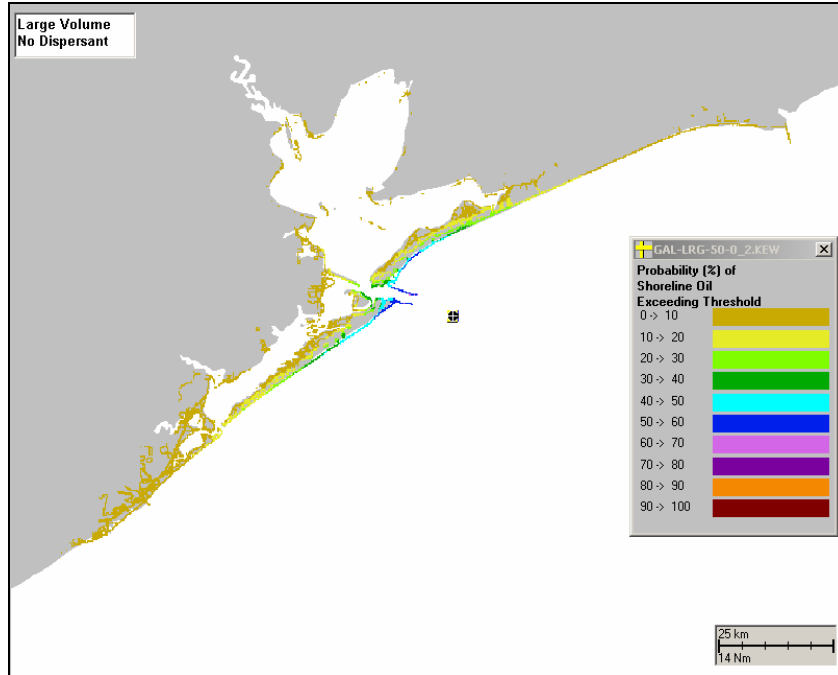 Large Volume
No Dispersant
GAL-LRG-50-0_2.KEW
Probability (%) of
Shoreline Oil
Exceeding Threshold
0 -> 10
10 -> 20
20 -> 30
30 -> 40
40 -> 50
50 -> 60
60 -> 70
70 -> 80
80 -> 90
90 -> 100
25 km
14 Nm